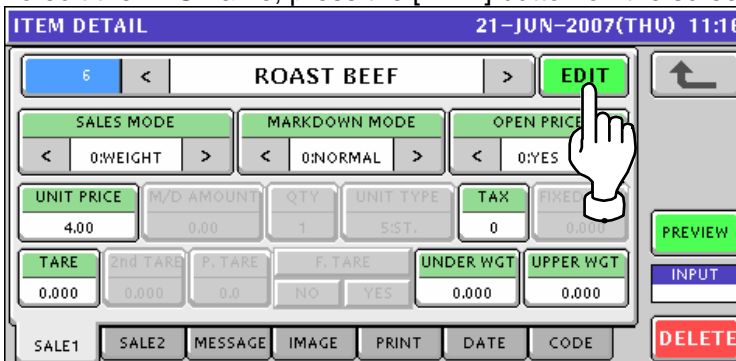 ITEM DETAIL 21-JUN-2007(THU) 11:16
6 < ROAST BEEF > EDIT
SALES MODE MARKDOWN MODE OPEN PRICE
< 0:WEIGHT > < 0:NORMAL > < 0:YES
UNIT PRICE M/D AMOUNT QTY UNIT TYPE TAX FIXED
4.00 0.00 1 5:ST. 0 0.000
PREVIEW
TARE 2nd TARE P. TARE F. TARE UNDER WGT UPPER WGT
INPUT
0.000 0.000 0.0 NO YES 0.000 0.000
SALE1 SALE2 MESSAGE IMAGE PRINT DATE CODE
DELETE